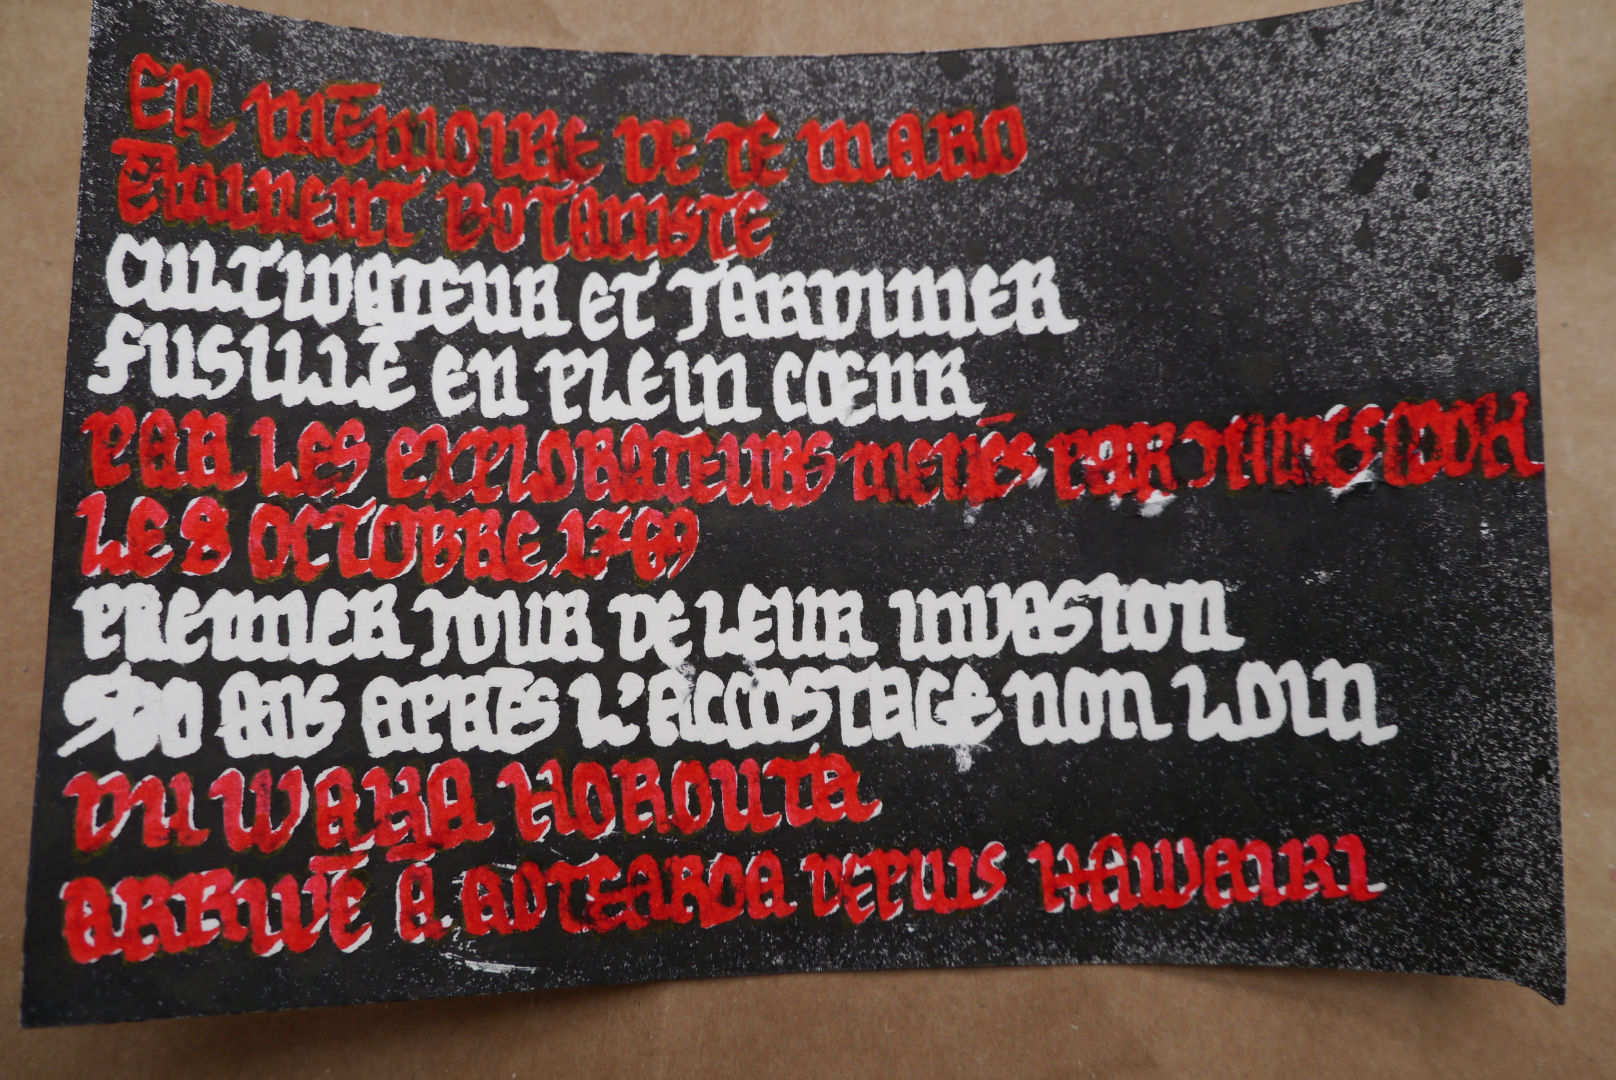 EN MÉMOIRE DE TE MARO
ÉMINENT BOTANISTE
CULTIVATEUR ET JARDINIER
FUSILLÉ EN PLEIN CŒUR
PAR LES EXPLORATEURS MENÉS PAR JAMES COOK
LE 8 OCTOBRE 1769
PREMIER JOUR DE LEUR INVASION
500 ANS APRÈS L'ACCOSTAGE NON LOIN
DU WAKA HOROUTA
ARRIVÉ À AOTEAROA DEPUIS HAWAIKI